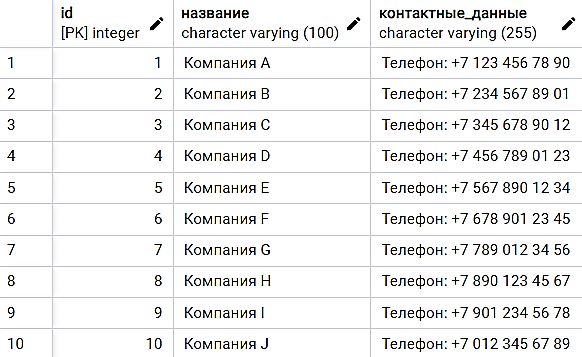 id название контактные_данные
[PK] integer character varying (100) character varying (255)
1 1 Компания A Телефон: +7 123 456 78 90
2 2 Компания B Телефон: +7 234 567 89 01
3 3 Компания C Телефон: +7 345 678 90 12
4 4 Компания D Телефон: +7 456 789 01 23
5 5 Компания E Телефон: +7 567 890 12 34
6 6 Компания F Телефон: +7 678 901 23 45
7 7 Компания G Телефон: +7 789 012 34 56
8 8 Компания H Телефон: +7 890 123 45 67
9 9 Компания I Телефон: +7 901 234 56 78
10 10 Компания J Телефон: +7 012 345 67 89